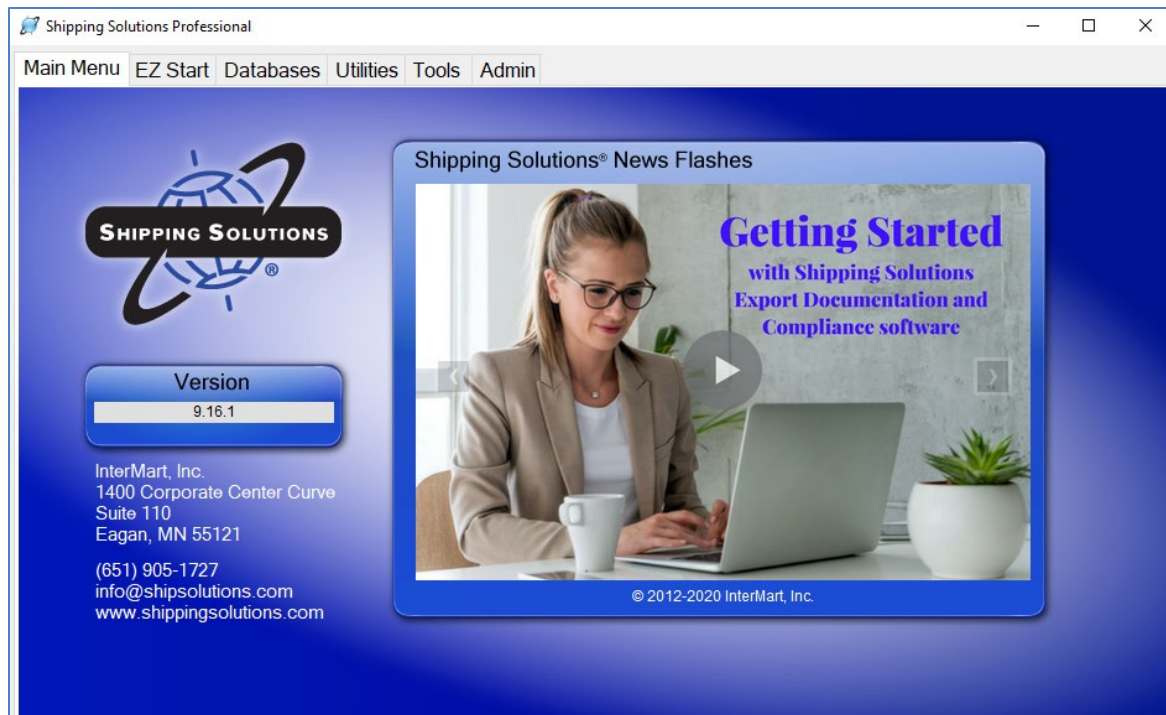 Shipping Solutions Professional
Main Menu EZ Start Databases Utilities Tools Admin
SHIPPING SOLUTIONS
®
Version
9.16.1
InterMart, Inc.
1400 Corporate Center Curve
Suite 110
Eagan, MN 55121
(651) 905-1727
info@shipsolutions.com
www.shippingsolutions.com
Shipping Solutions® News Flashes
Getting Started
with Shipping Solutions
Export Documentation and
Compliance software
© 2012-2020 InterMart, Inc.